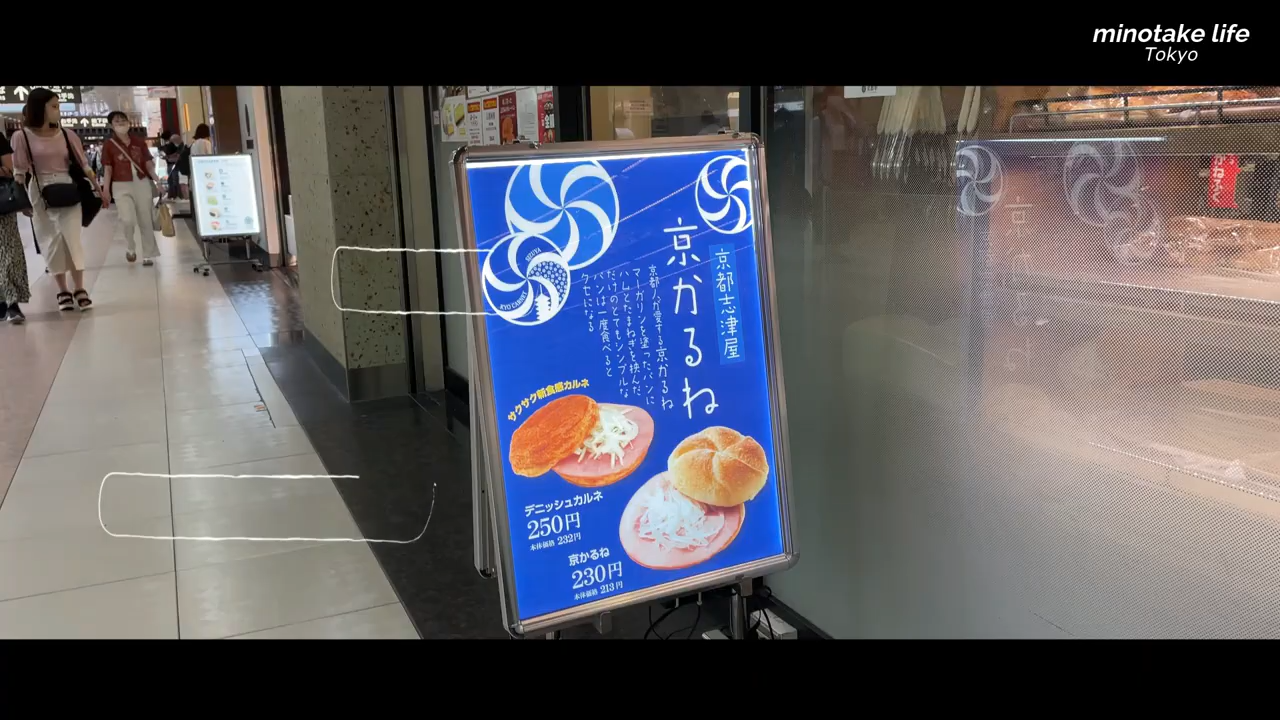 minotake life
Tokyo
京都志津屋
京かるね
京都人が愛する京かるね
マーガリンを塗ったパンに
ハムとたまねぎを挟んだ
だけのとてもシンプルな
パンは一度食べると
クセになる
SIZUYA
KYO CARNET
サクサク新食感カルネ
デニッシュカルネ
250円
本体価格 232円
京かるね
230円
本体価格 213円